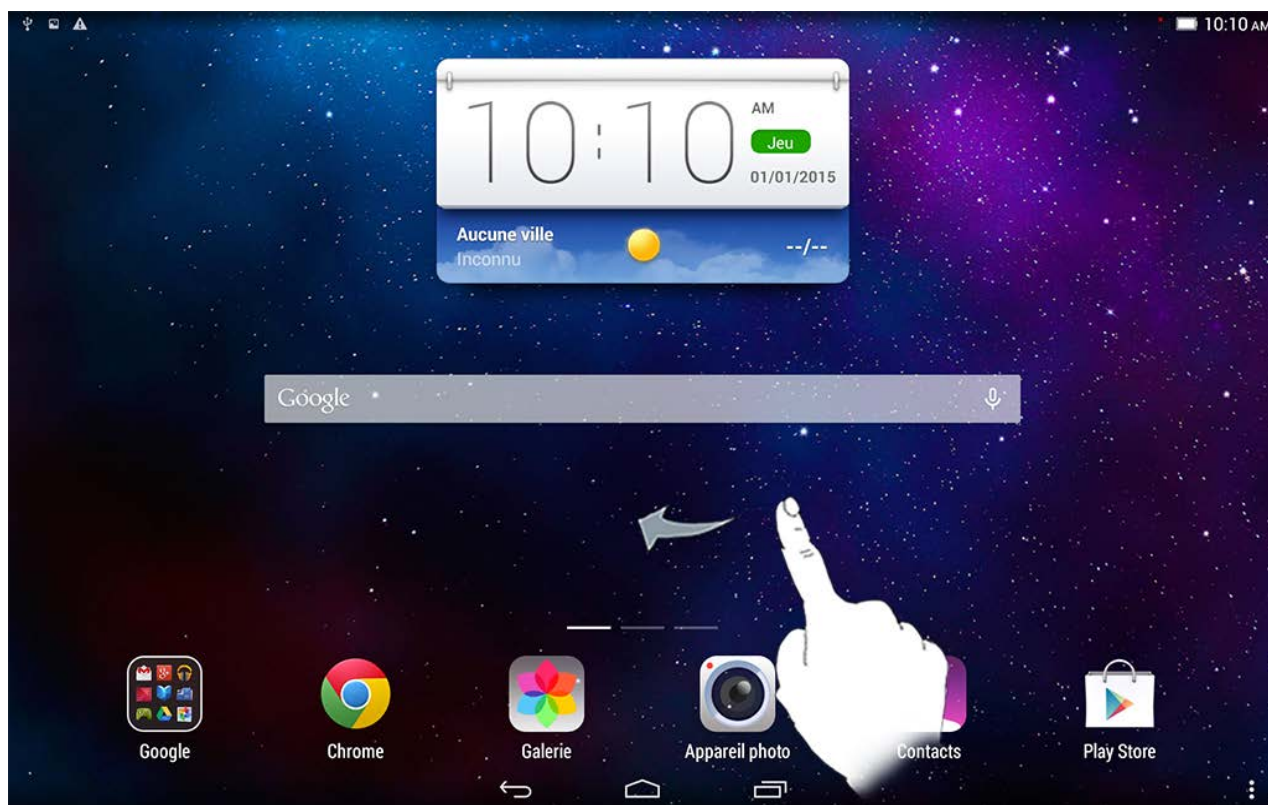 10:10 AM
10:10
AM
Jeu
01/01/2015
Aucune ville
Inconnu
--/--
Google
Google
Chrome
Galerie
Appareil photo
Contacts
Play Store